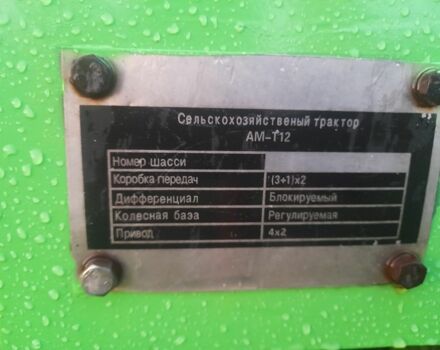 Сельскохозяйственый трактор
АМ-Т12
Номер шасси
Коробка передач (3+1)x2
Дифференциал Блокируемый
Колесная база Регулируемая
Привод 4x2